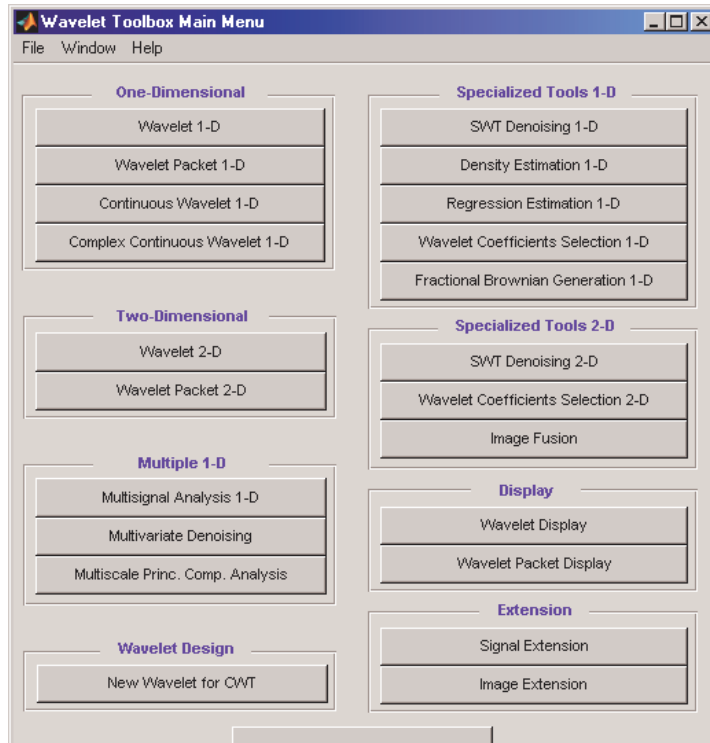 Wavelet Toolbox Main Menu
File Window Help
One-Dimensional
Wavelet 1-D
Wavelet Packet 1-D
Continuous Wavelet 1-D
Complex Continuous Wavelet 1-D
Two-Dimensional
Wavelet 2-D
Wavelet Packet 2-D
Multiple 1-D
Multisignal Analysis 1-D
Multivariate Denoising
Multiscale Princ. Comp. Analysis
Wavelet Design
New Wavelet for CWT
Specialized Tools 1-D
SWT Denoising 1-D
Density Estimation 1-D
Regression Estimation 1-D
Wavelet Coefficients Selection 1-D
Fractional Brownian Generation 1-D
Specialized Tools 2-D
SWT Denoising 2-D
Wavelet Coefficients Selection 2-D
Image Fusion
Display
Wavelet Display
Wavelet Packet Display
Extension
Signal Extension
Image Extension